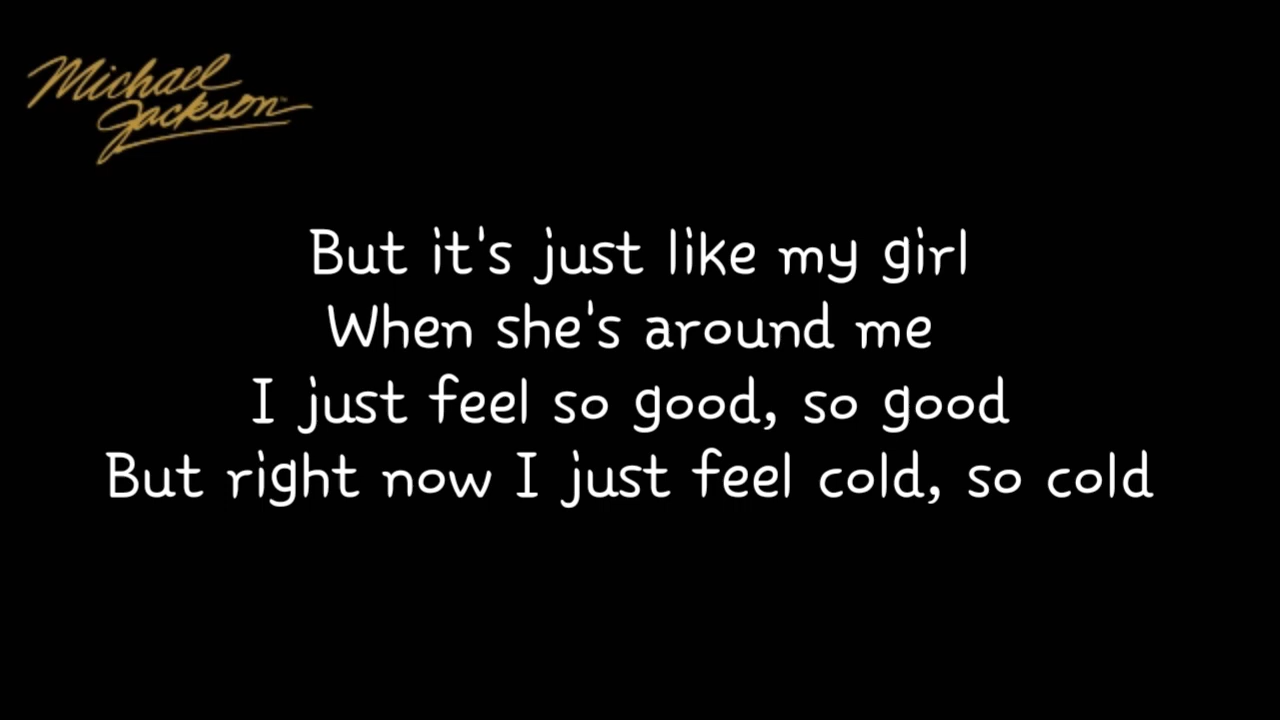 Michael
Jackson
But it's just like my girl
When she's around me
I just feel so good, so good
But right now I just feel cold, so cold